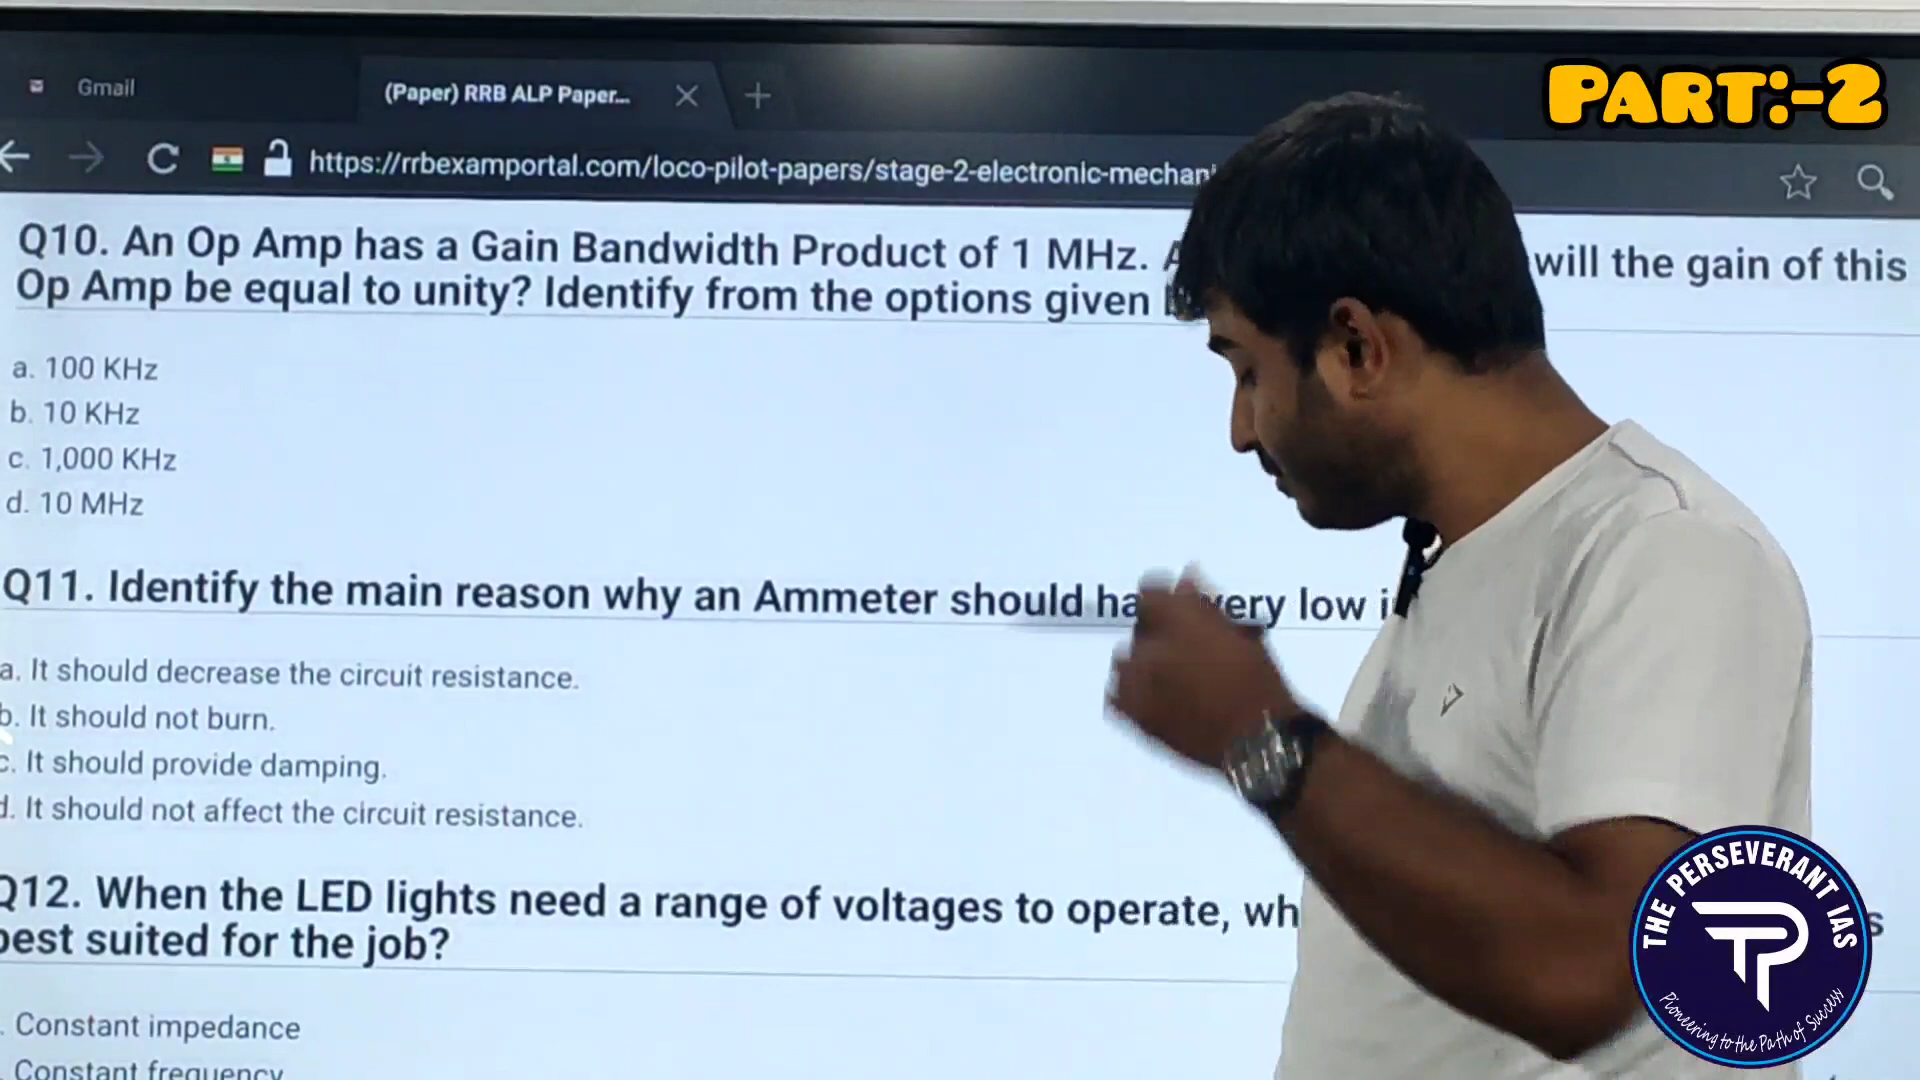 PART:-2
Gmail
(Paper) RRB ALP Paper...
https://rrbexamportal.com/loco-pilot-papers/stage-2-electronic-mechani
Q10. An Op Amp has a Gain Bandwidth Product of 1 MHz. will the gain of this
Op Amp be equal to unity? Identify from the options given
a. 100 KHz
b. 10 KHz
c. 1,000 KHz
d. 10 MHz
Q11. Identify the main reason why an Ammeter should ha very low
a. It should decrease the circuit resistance.
b. It should not burn.
c. It should provide damping.
d. It should not affect the circuit resistance.
Q12. When the LED lights need a range of voltages to operate, wh
best suited for the job?
. Constant impedance
. Constant frequency
THE PERSEVERANT IAS
TP
Pioneering to the Path of Success